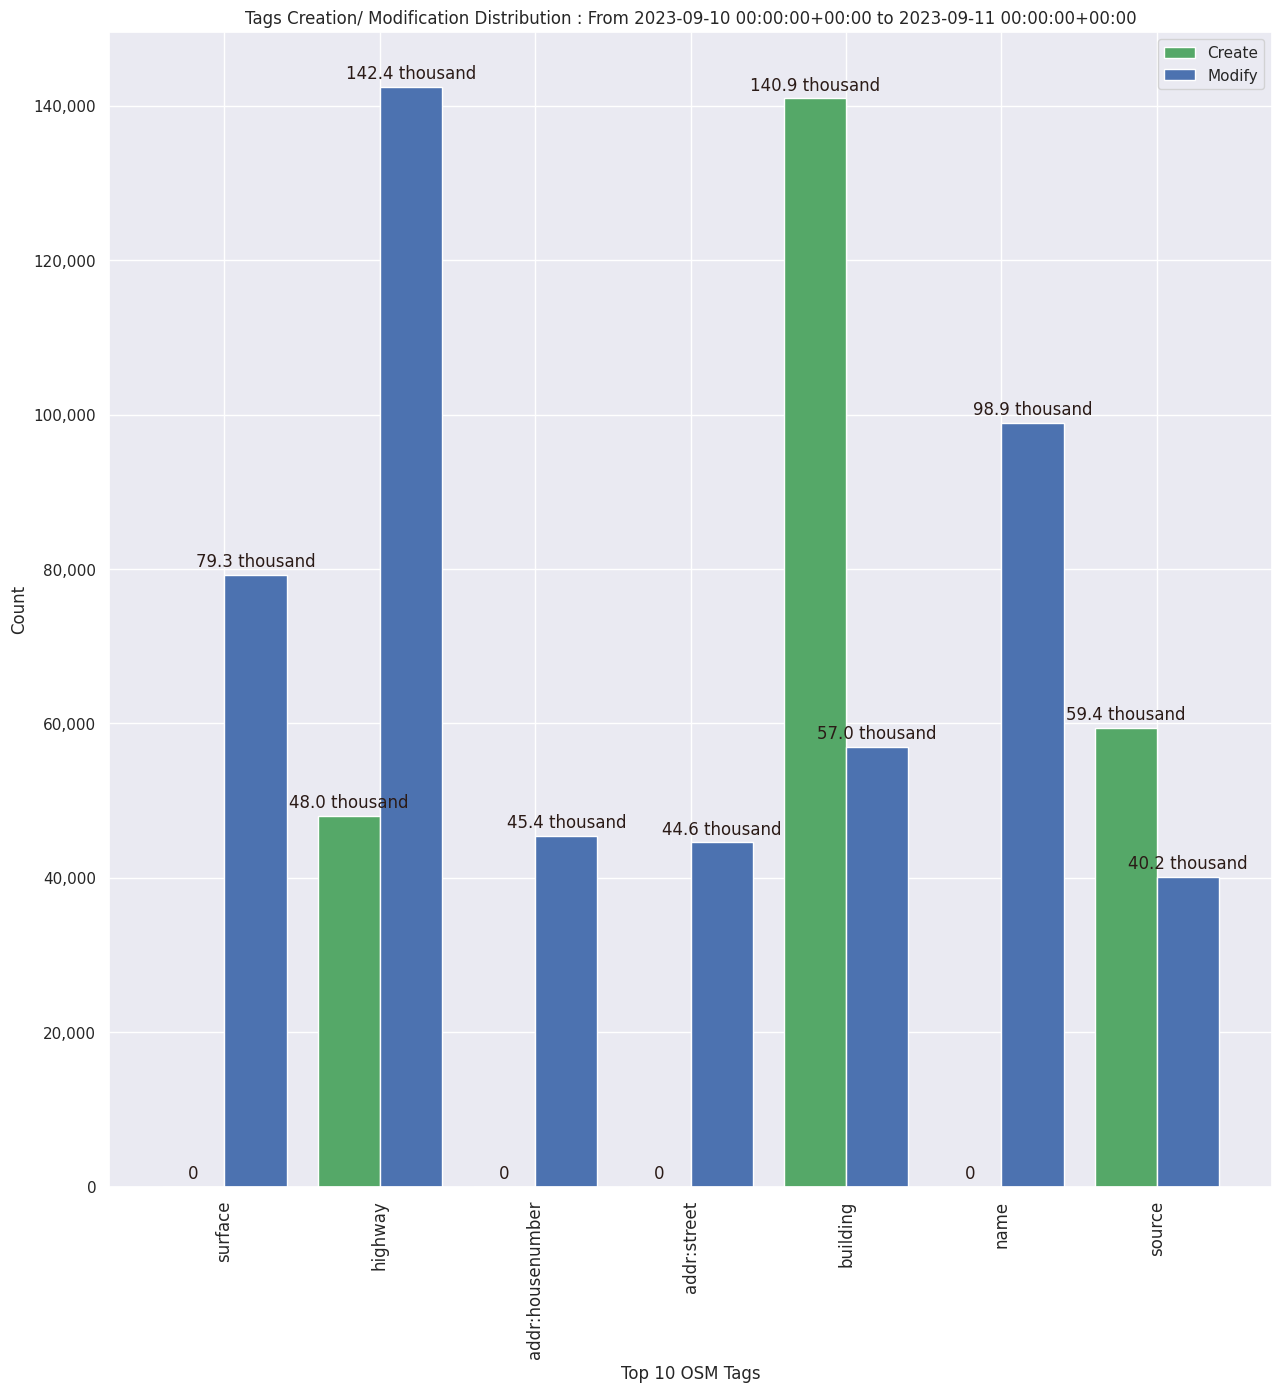 Tags Creation/ Modification Distribution : From 2023-09-10 00:00:00+00:00 to 2023-09-11 00:00:00+00:00
Create
Modify
142.4 thousand
140.9 thousand
140,000
120,000
100,000
98.9 thousand
80,000
79.3 thousand
60,000
59.4 thousand
57.0 thousand
48.0 thousand
45.4 thousand
44.6 thousand
40,000
40.2 thousand
20,000
0
0
0
0
0
Count
surface
highway
addr:housenumber
addr:street
building
name
source
Top 10 OSM Tags